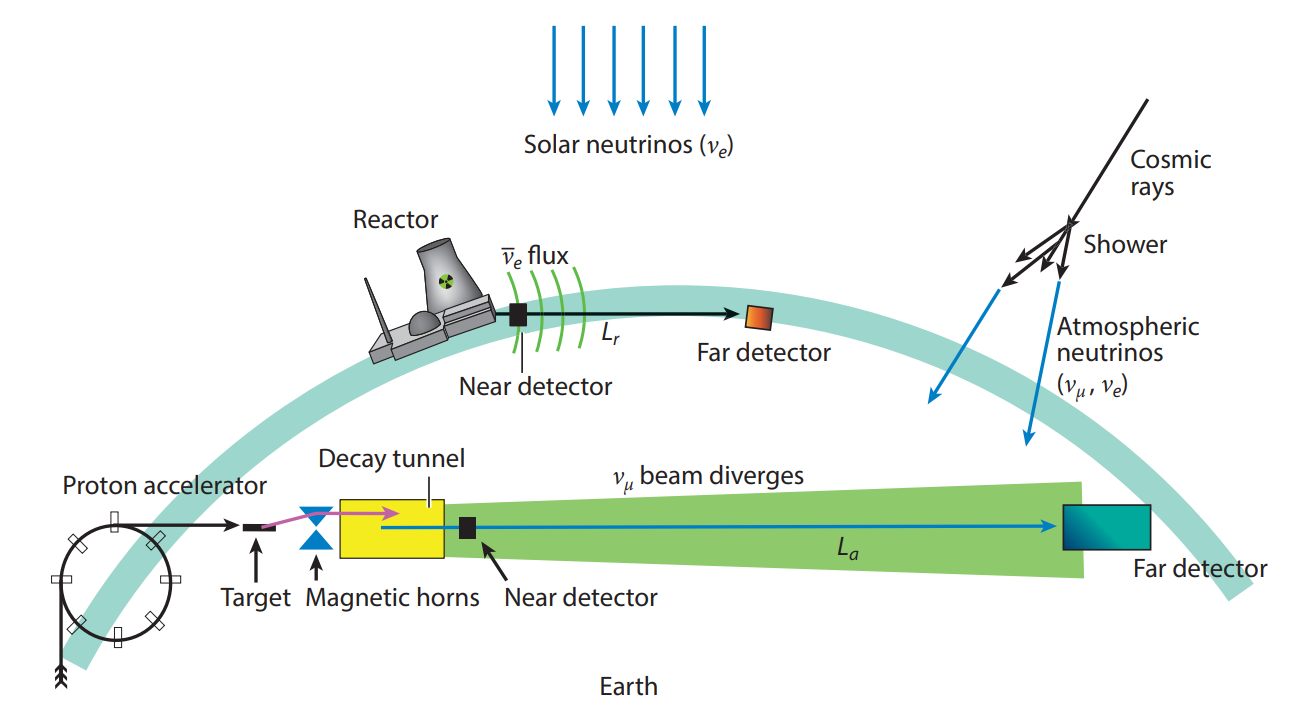 Solar neutrinos (νe)
Cosmic
rays
Reactor
Shower
ν̅e flux
Lr
Near detector
Far detector
Atmospheric
neutrinos
(νμ, νe)
Decay tunnel
νμ beam diverges
Proton accelerator
La
Target
Magnetic horns
Near detector
Far detector
Earth